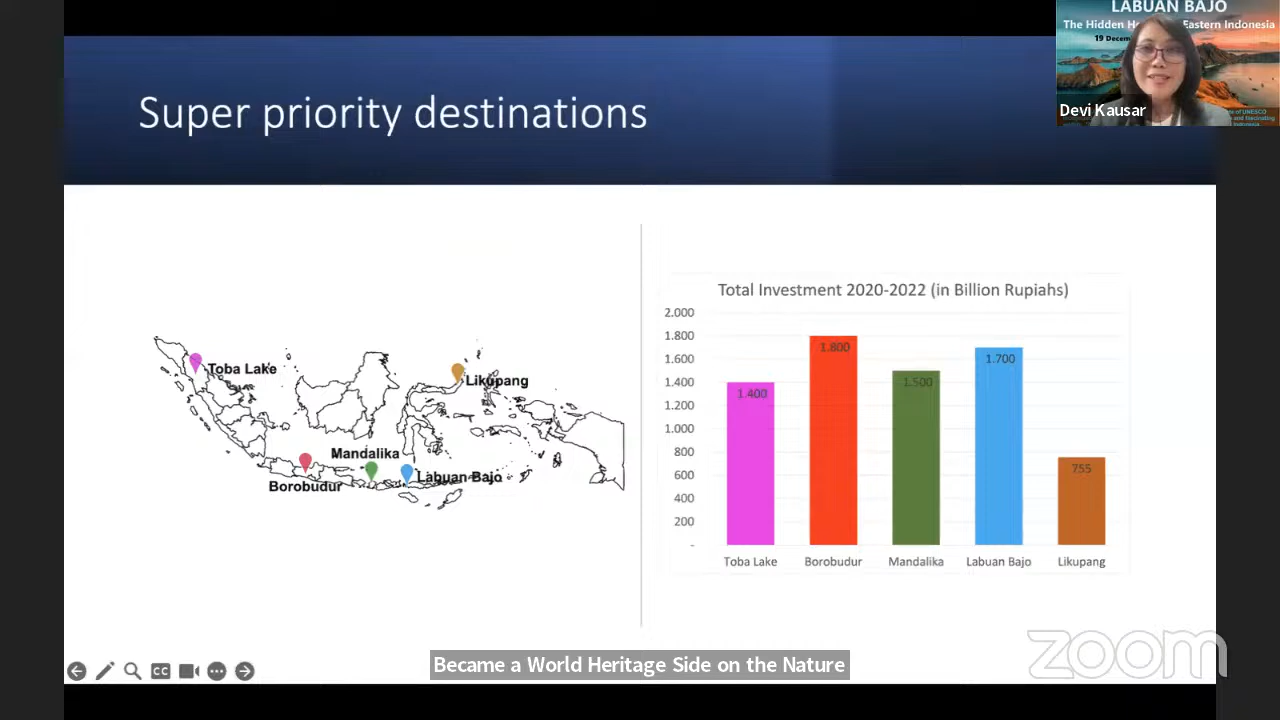 LABUAN BAJO
The Hidden Eastern Indonesia
19
Devi Kausar
Super priority destinations
Toba Lake
Likupang
Mandalika
Labuan Bajo
Borobudur
Total Investment 2020-2022 (in Billion Rupiahs)
2.000
1.800
1.600
1.400
1.200
1.000
800
600
400
200
-
1.400
1.800
1.500
1.700
755
Toba Lake Borobudur Mandalika Labuan Bajo Likupang
CC
Became a World Heritage Side on the Nature
zoom